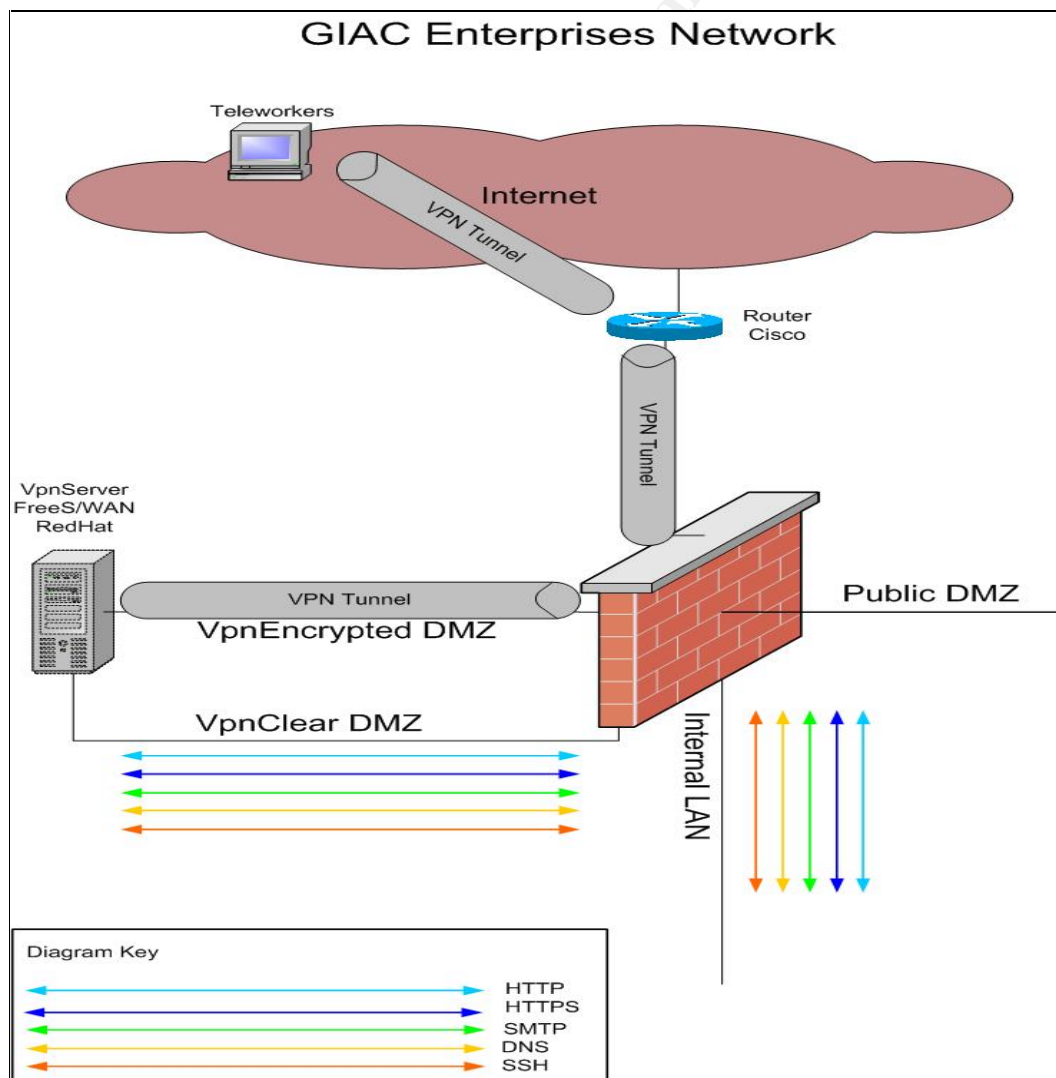 GIAC Enterprises Network
Teleworkers
Internet
VPN Tunnel
Router
Cisco
VPN Tunnel
VpnServer
FreeS/WAN
RedHat
VPN Tunnel
VpnEncrypted DMZ
Public DMZ
VpnClear DMZ
Internal LAN
Diagram Key
HTTP
HTTPS
SMTP
DNS
SSH